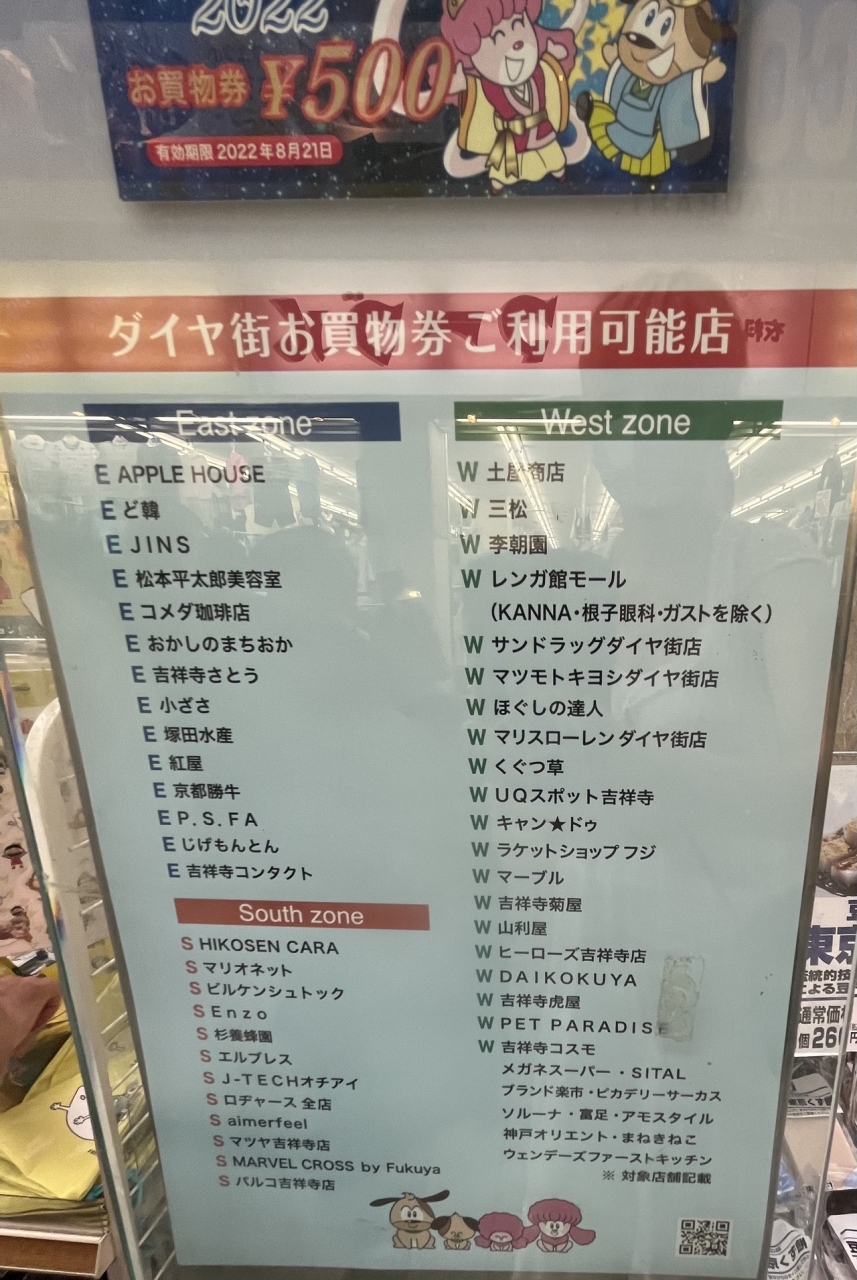 2022
お買物券 ¥500
有効期限 2022年8月21日
ダイヤ街お買物券 ご利用可能店
East zone
E APPLE HOUSE
E ど韓
E JINS
E 松本平太郎美容室
E コメダ珈琲店
E おかしのまちおか
E 吉祥寺さとう
E 小ざさ
E 塚田水産
E 紅屋
E 京都勝牛
E P.S.FA
E じげもんとん
E 吉祥寺コンタクト
South zone
S HIKOSEN CARA
S マリオネット
S ビルケンシュトック
S Enzo
S 杉養蜂園
S エルブレス
S J-TECHオチアイ
S ロヂャース 全店
S aimerfeel
S マツヤ吉祥寺店
S MARVEL CROSS by Fukuya
S パルコ吉祥寺店
West zone
W 土屋商店
W 三松
W 李朝園
W レンガ館モール
(KANNA・根子眼科・ガストを除く)
W サンドラッグダイヤ街店
W マツモトキヨシダイヤ街店
W ほぐしの達人
W マリスローレン ダイヤ街店
W くぐつ草
W UQスポット吉祥寺
W キャン★ドゥ
W ラケットショップ フジ
W マーブル
W 吉祥寺菊屋
W 山利屋
W ヒーローズ吉祥寺店
W DAIKOKUYA
W 吉祥寺虎屋
W PET PARADISE
W 吉祥寺コスモ
メガネスーパー・SITAL
ブランド楽市・ピカデリーサーカス
ソルーナ・富足・アモスタイル
神戸オリエント・まねきねこ
ウェンデーズファーストキッチン
※ 対象店舗記載